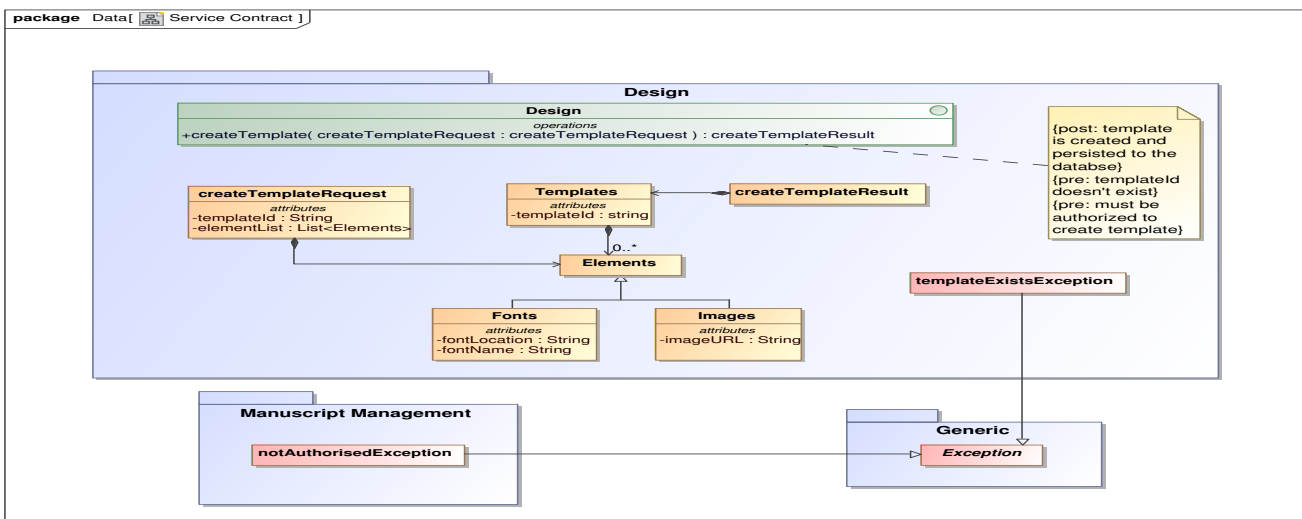 package Data[ Service Contract ]
Design
Design
operations
+createTemplate( createTemplateRequest : createTemplateRequest ) : createTemplateResult
{post: template
is created and
persisted to the
databse}
{pre: templateId
doesn't exist}
{pre: must be
authorized to
create template}
createTemplateRequest
attributes
-templateId : String
-elementList : List<Elements>
Templates
attributes
-templateId : string
createTemplateResult
0..*
Elements
templateExistsException
Fonts
attributes
-fontLocation : String
-fontName : String
Images
attributes
-imageURL : String
Manuscript Management
notAuthorisedException
Generic
Exception